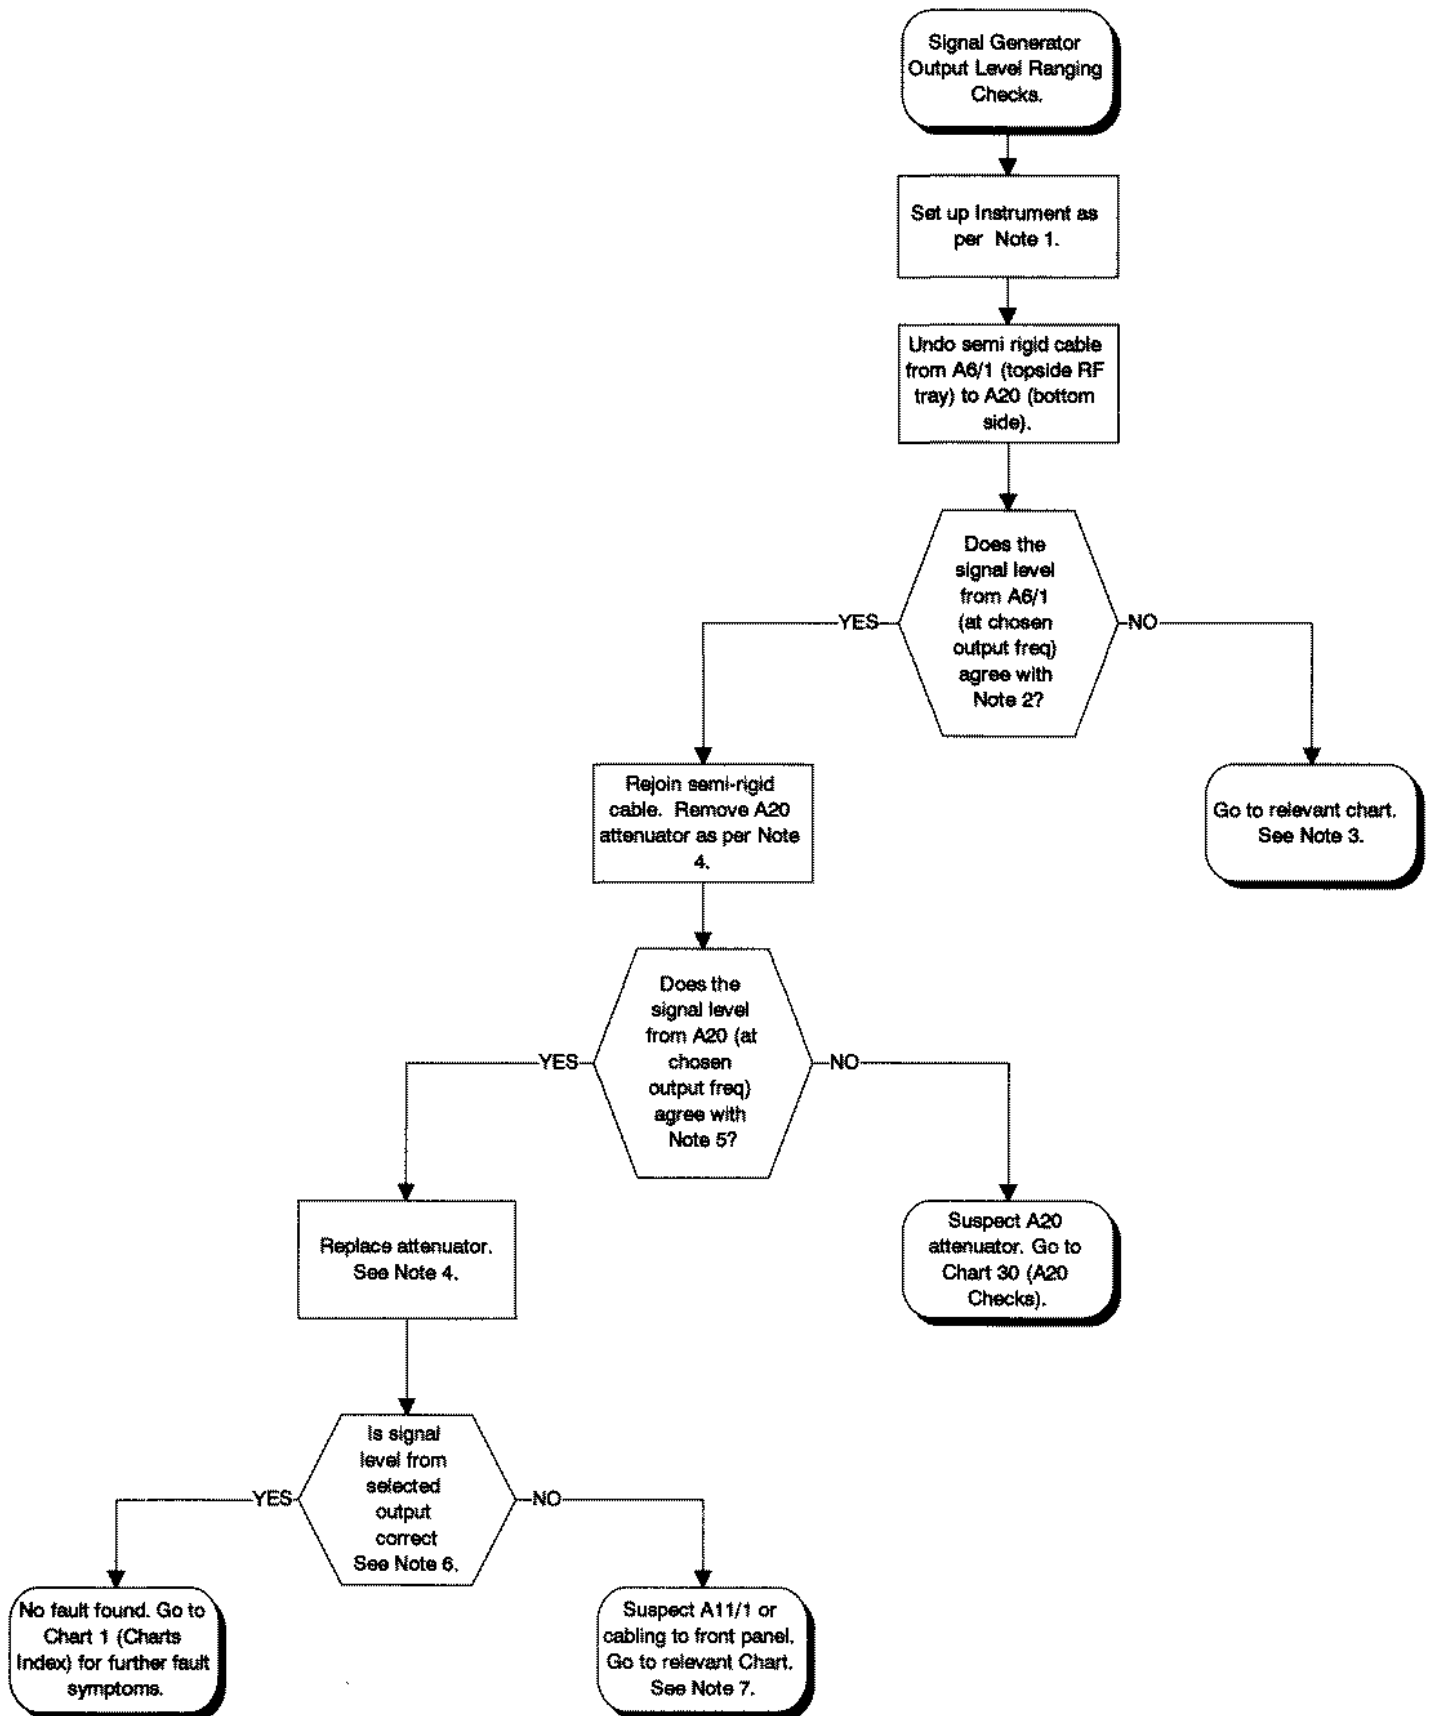 Signal Generator
Output Level Ranging
Checks.
Set up Instrument as
per Note 1.
Undo semi rigid cable
from A6/1 (topside RF
tray) to A20 (bottom
side).
Does the
signal level
from A6/1
(at chosen
output freq)
agree with
Note 2?
YES
NO
Rejoin semi-rigid
cable. Remove A20
attenuator as per Note
4.
Go to relevant chart.
See Note 3.
Does the
signal level
from A20 (at
chosen
output freq)
agree with
Note 5?
YES
NO
Replace attenuator.
See Note 4.
Suspect A20
attenuator. Go to
Chart 30 (A20
Checks).
Is signal
level from
selected
output
correct
See Note 6.
YES
NO
No fault found. Go to
Chart 1 (Charts
Index) for further fault
symptoms.
Suspect A11/1 or
cabling to front panel.
Go to relevant Chart.
See Note 7.